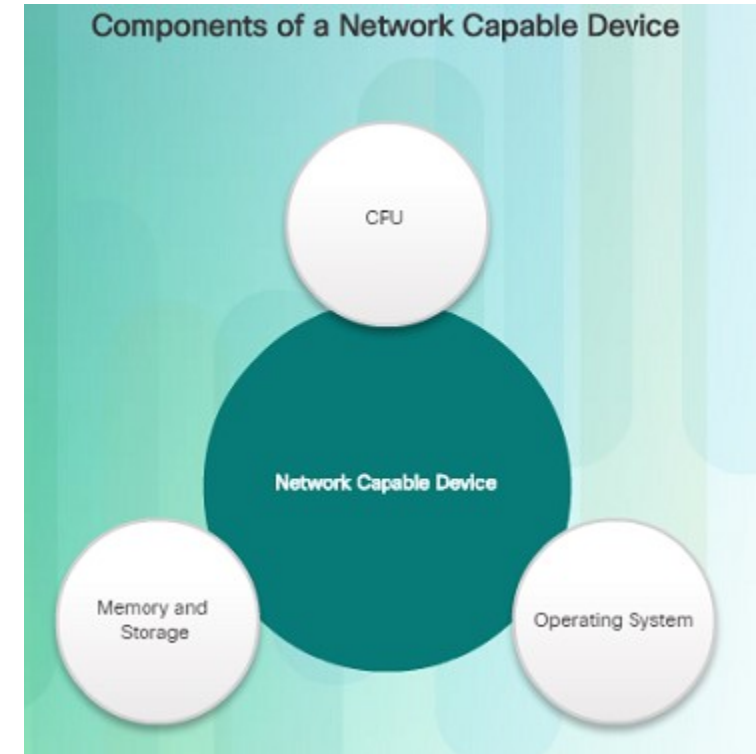 Components of a Network Capable Device
CPU
Network Capable Device
Memory and
Storage
Operating System